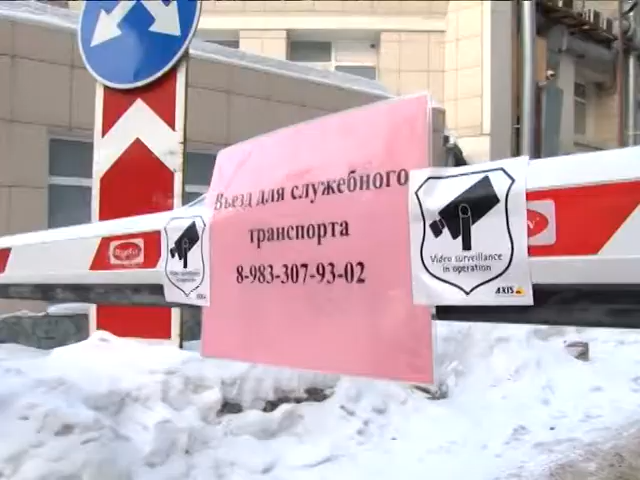 Въезд для служебного
транспорта
8-983-307-93-02
Video surveillance
in operation
AXIS